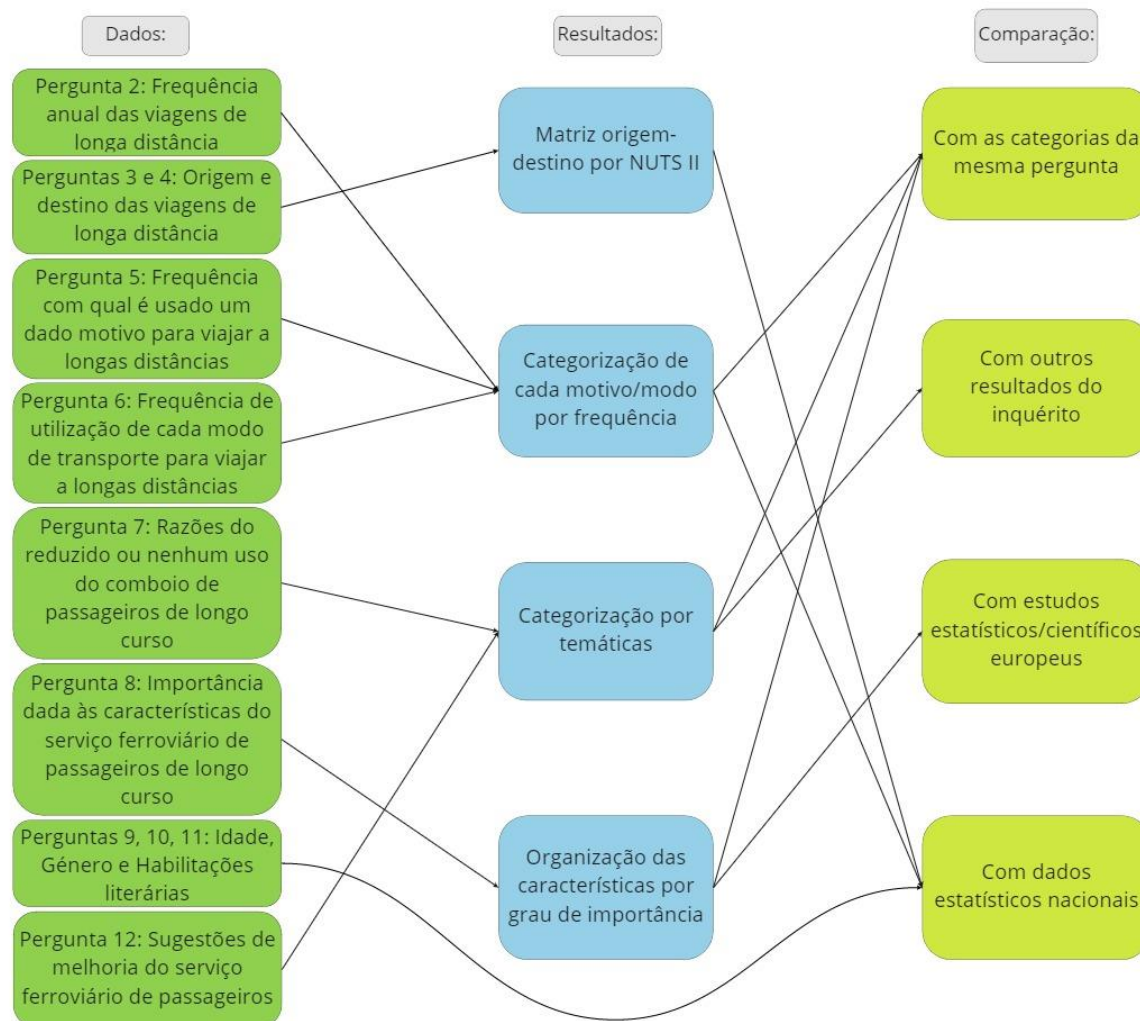 Dados:
Pergunta 2: Frequência
anual das viagens de
longa distância
Perguntas 3 e 4: Origem e
destino das viagens de
longa distância
Pergunta 5: Frequência
com qual é usado um
dado motivo para viajar a
longas distâncias
Pergunta 6: Frequência de
utilização de cada modo
de transporte para viajar
a longas distâncias
Pergunta 7: Razões do
reduzido ou nenhum uso
do comboio de
passageiros de longo
curso
Pergunta 8: Importância
dada às características do
serviço ferroviário de
passageiros de longo
curso
Perguntas 9, 10, 11: Idade,
Género e Habilitações
literárias
Pergunta 12: Sugestões de
melhoria do serviço
ferroviário de passageiros
Resultados:
Matriz origem-
destino por NUTS II
Categorização de
cada motivo/modo
por frequência
Categorização por
temáticas
Organização das
características por
grau de importância
Comparação:
Com as categorias da
mesma pergunta
Com outros
resultados do
inquérito
Com estudos
estatísticos/científicos
europeus
Com dados
estatísticos nacionais